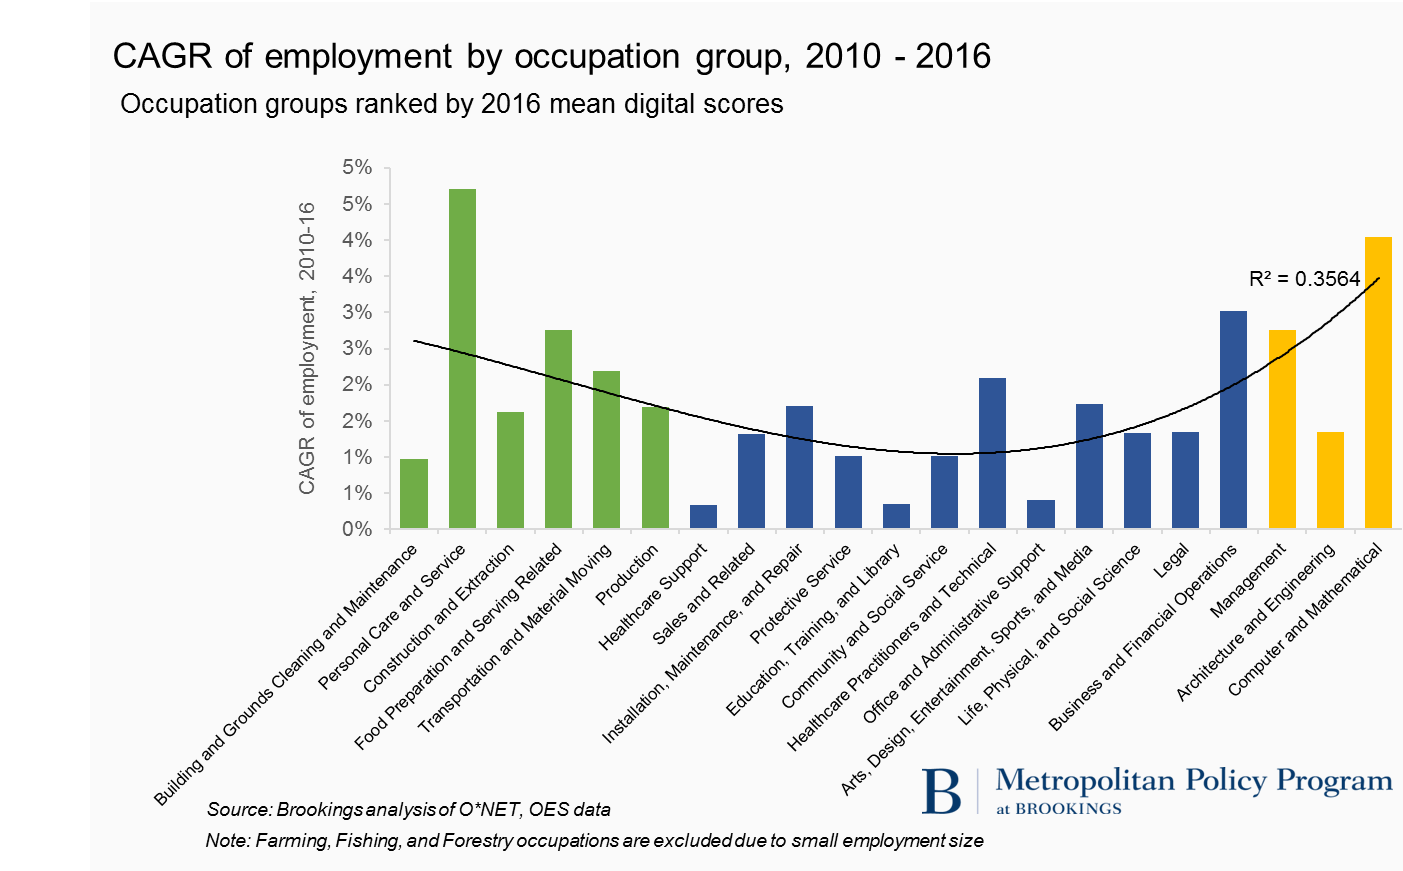 CAGR of employment by occupation group, 2010 - 2016
Occupation groups ranked by 2016 mean digital scores
CAGR of employment, 2010-16
5%
5%
4%
4%
3%
3%
2%
2%
1%
1%
0%
R² = 0.3564
Building and Grounds Cleaning and Maintenance
Personal Care and Service
Construction and Extraction
Food Preparation and Serving Related
Transportation and Material Moving
Production
Healthcare Support
Sales and Related
Installation, Maintenance, and Repair
Protective Service
Education, Training, and Library
Community and Social Service
Healthcare Practitioners and Technical
Office and Administrative Support
Arts, Design, Entertainment, Sports, and Media
Life, Physical, and Social Science
Legal
Business and Financial Operations
Management
Architecture and Engineering
Computer and Mathematical
B
Metropolitan Policy Program
at BROOKINGS
Source: Brookings analysis of O*NET, OES data
Note: Farming, Fishing, and Forestry occupations are excluded due to small employment size